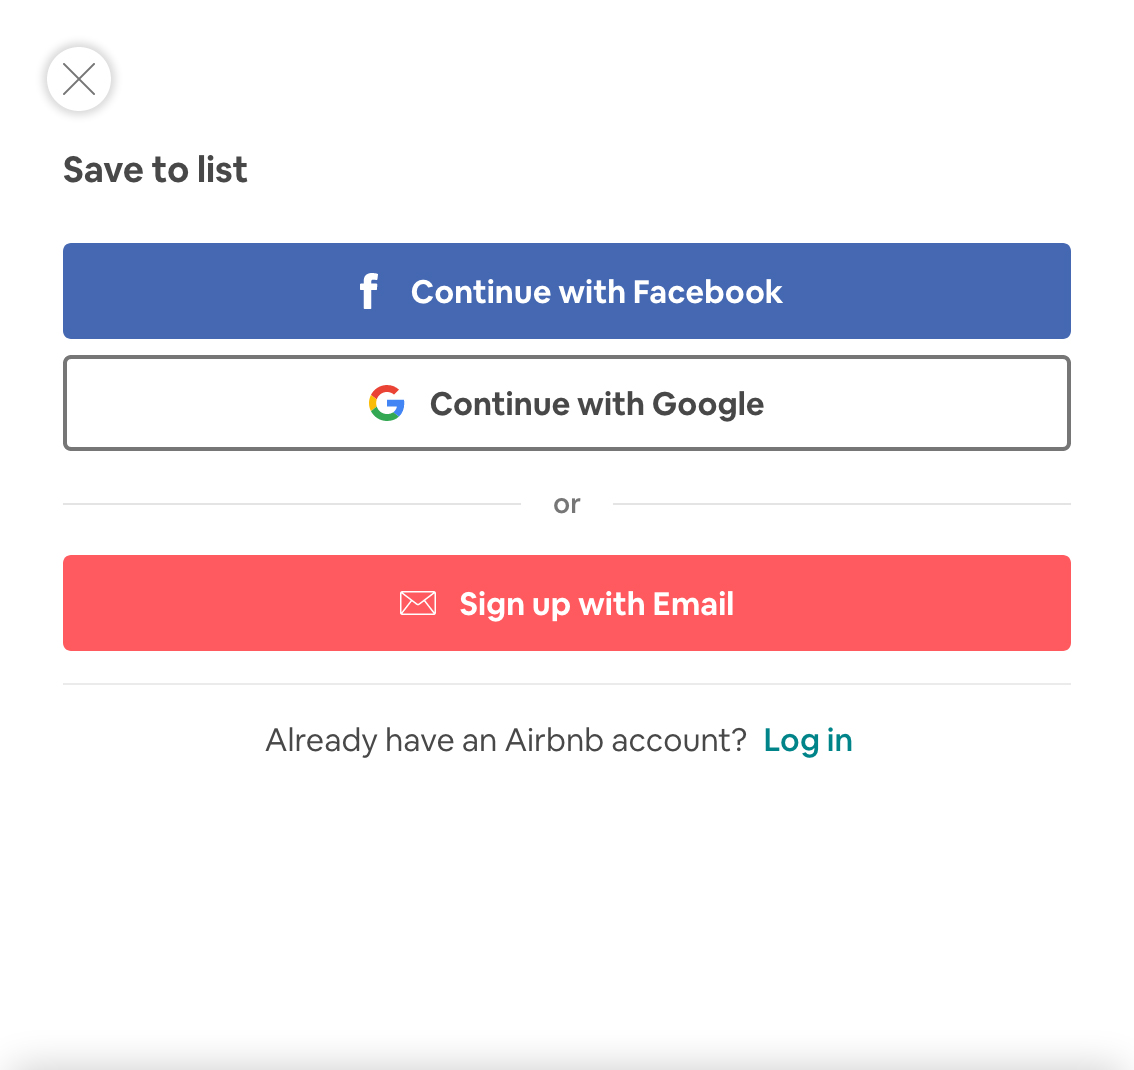 Save to list
Continue with Facebook
Continue with Google
or
Sign up with Email
Already have an Airbnb account? Log in